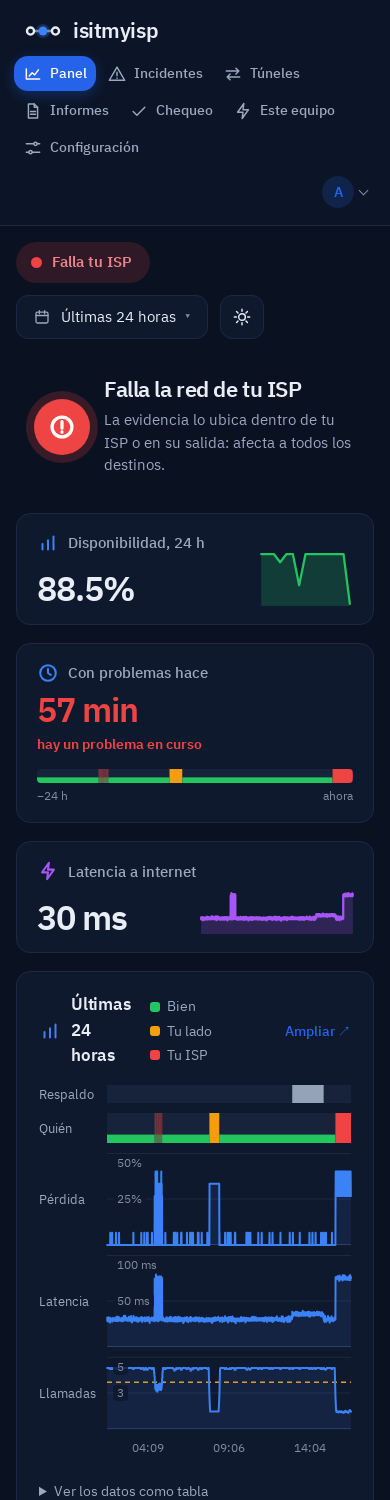 isitmyisp
Panel Incidentes Túneles
Informes Chequeo Este equipo
Configuración
A
Falla tu ISP
Últimas 24 horas
Falla la red de tu ISP
La evidencia lo ubica dentro de tu
ISP o en su salida: afecta a todos los
destinos.
Disponibilidad, 24 h
88.5%
Con problemas hace
57 min
hay un problema en curso
−24 h ahora
Latencia a internet
30 ms
Últimas
24
horas
Bien
Tu lado
Tu ISP
Ampliar ↗
Respaldo
Quién
50%
Pérdida 25%
100 ms
Latencia 50 ms
5
Llamadas 3
04:09 09:06 14:04
Ver los datos como tabla